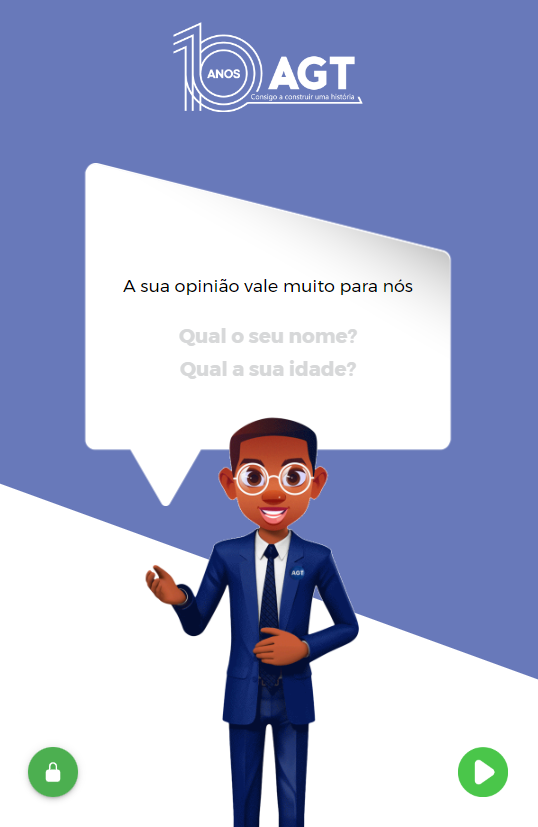 10 ANOS AGT
Consigo a construir uma história
A sua opinião vale muito para nós
Qual o seu nome?
Qual a sua idade?
AGT